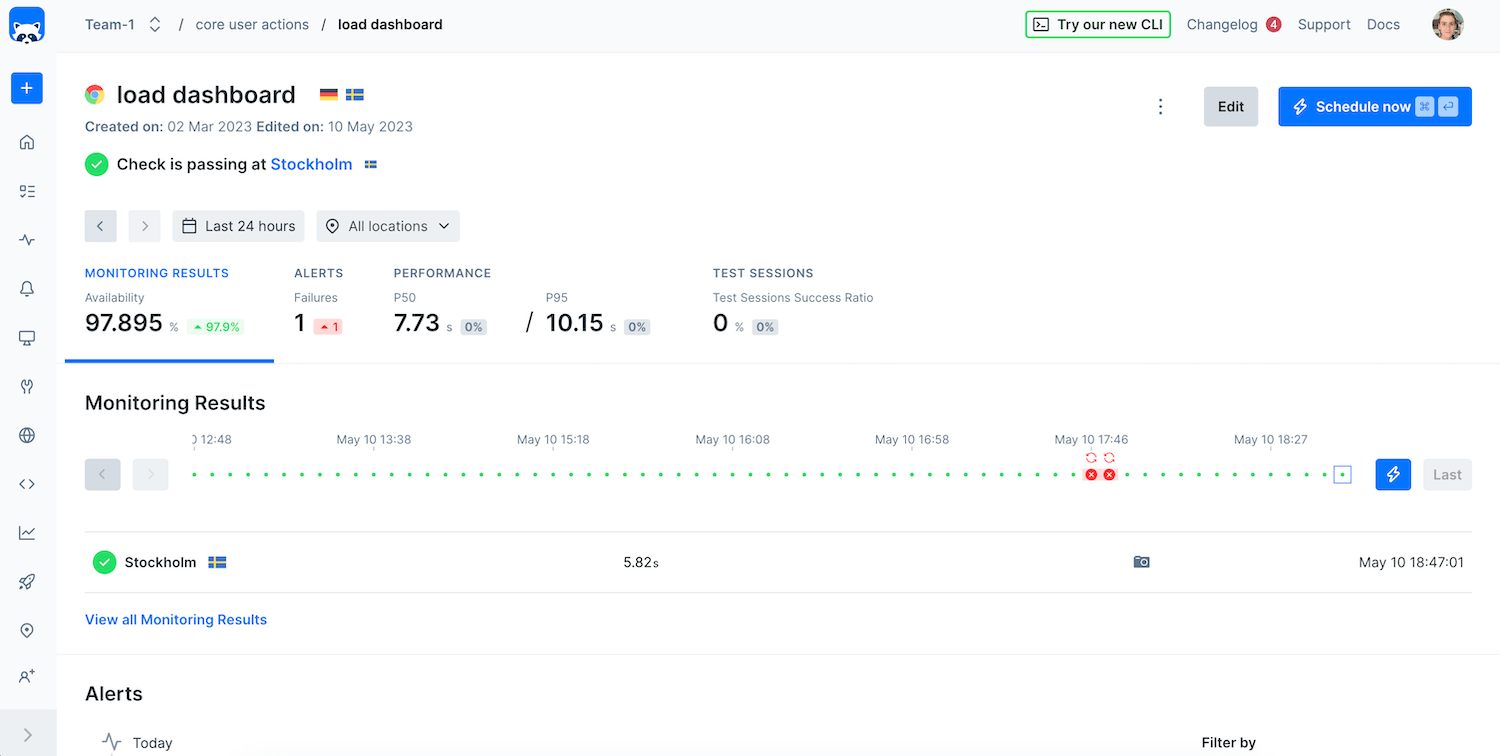 Team-1 / core user actions / load dashboard
Try our new CLI Changelog 4 Support Docs
load dashboard
Edit Schedule now ⌘
Created on: 02 Mar 2023 Edited on: 10 May 2023
Check is passing at Stockholm
Last 24 hours All locations
MONITORING RESULTS ALERTS PERFORMANCE TEST SESSIONS
Availability Failures P50 P95 Test Sessions Success Ratio
97.895 % 97.9% 1 1 7.73 s 0% / 10.15 s 0% 0 % 0%
Monitoring Results
12:48 May 10 13:38 May 10 15:18 May 10 16:08 May 10 16:58 May 10 17:46 May 10 18:27
Last
Stockholm 5.82s May 10 18:47:01
View all Monitoring Results
Alerts
Today Filter by